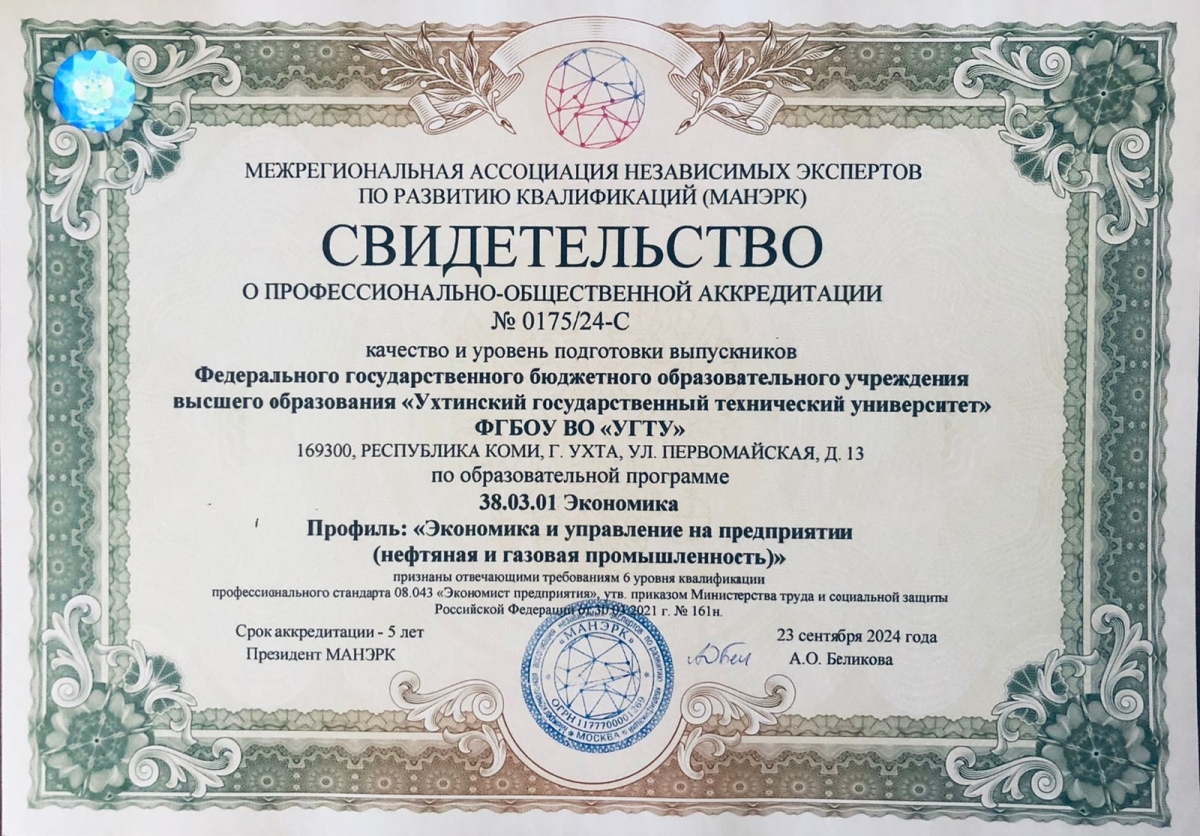 МЕЖРЕГИОНАЛЬНАЯ АССОЦИАЦИЯ НЕЗАВИСИМЫХ ЭКСПЕРТОВ
ПО РАЗВИТИЮ КВАЛИФИКАЦИЙ (МАНЭРК)
СВИДЕТЕЛЬСТВО
О ПРОФЕССИОНАЛЬНО-ОБЩЕСТВЕННОЙ АККРЕДИТАЦИИ
№ 0175/24-С
качество и уровень подготовки выпускников
Федерального государственного бюджетного образовательного учреждения
высшего образования «Ухтинский государственный технический университет»
ФГБОУ ВО «УГТУ»
169300, РЕСПУБЛИКА КОМИ, Г. УХТА, УЛ. ПЕРВОМАЙСКАЯ, Д. 13
по образовательной программе
38.03.01 Экономика
Профиль: «Экономика и управление на предприятии
(нефтяная и газовая промышленность)»
признаны отвечающими требованиям 6 уровня квалификации
профессионального стандарта 08.043 «Экономист предприятия», утв. приказом Министерства труда и социальной защиты
Российской Федерации от 30.03.2021 г. № 161н.
Срок аккредитации - 5 лет
23 сентября 2024 года
Президент МАНЭРК
А.О. Беликова
«МАНЭРК»
МОСКВА